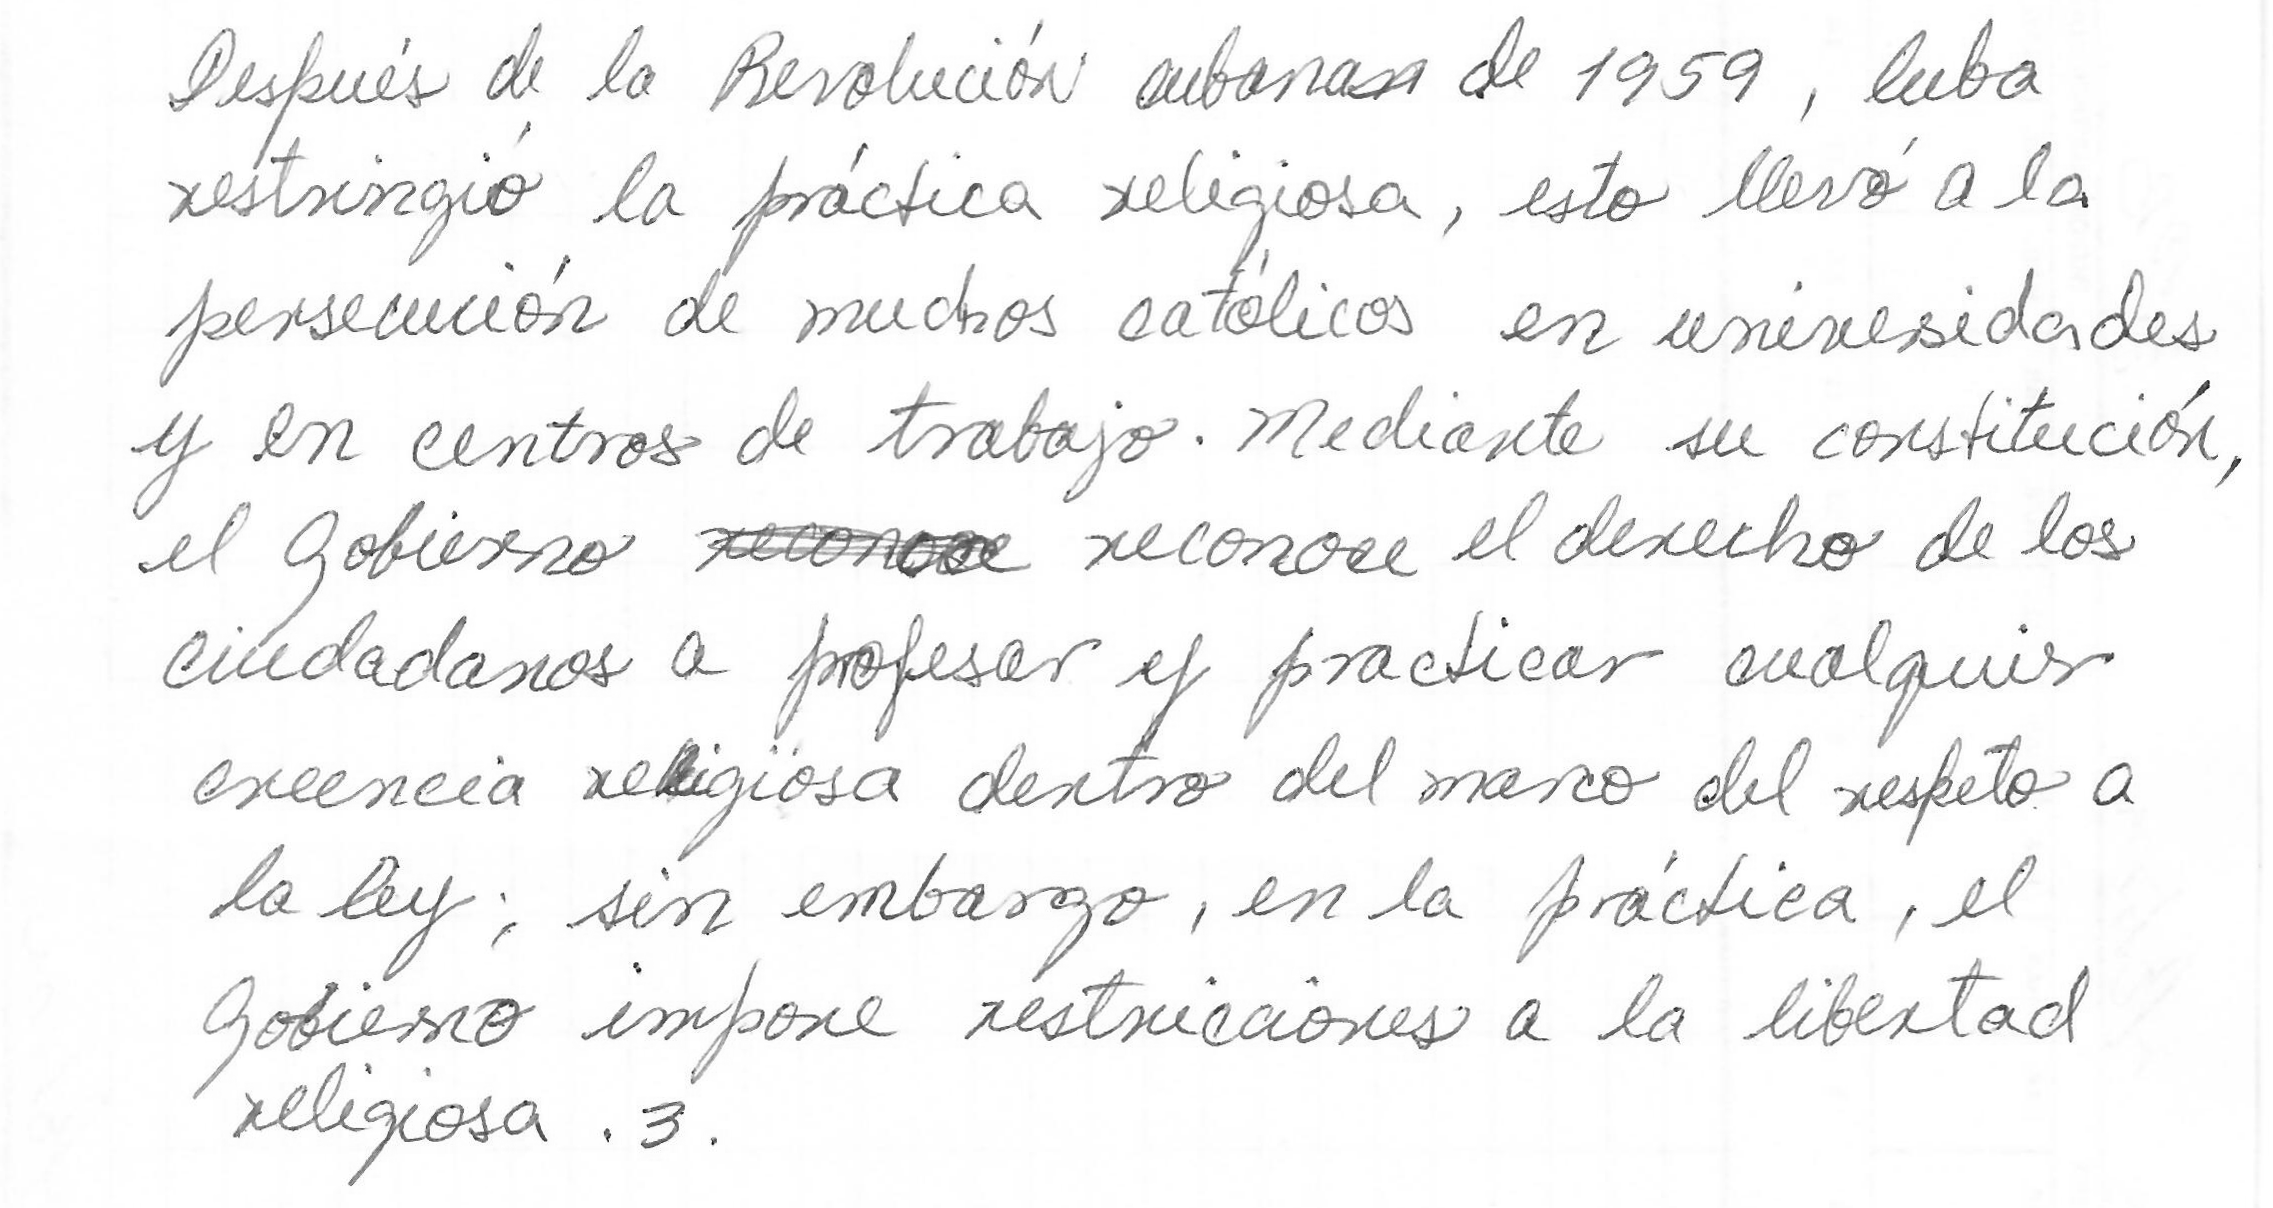 Después de la Revolución cubana de 1959, Cuba
restringió la práctica religiosa, esto llevó a la
persecución de muchos católicos en universidades
y en centros de trabajo. Mediante su constitución,
el Gobierno reconoce reconoce el derecho de los
ciudadanos a profesar y practicar cualquier
creencia religiosa dentro del marco del respeto a
la ley; sin embargo, en la práctica, el
Gobierno impone restricciones a la libertad
religiosa .3.